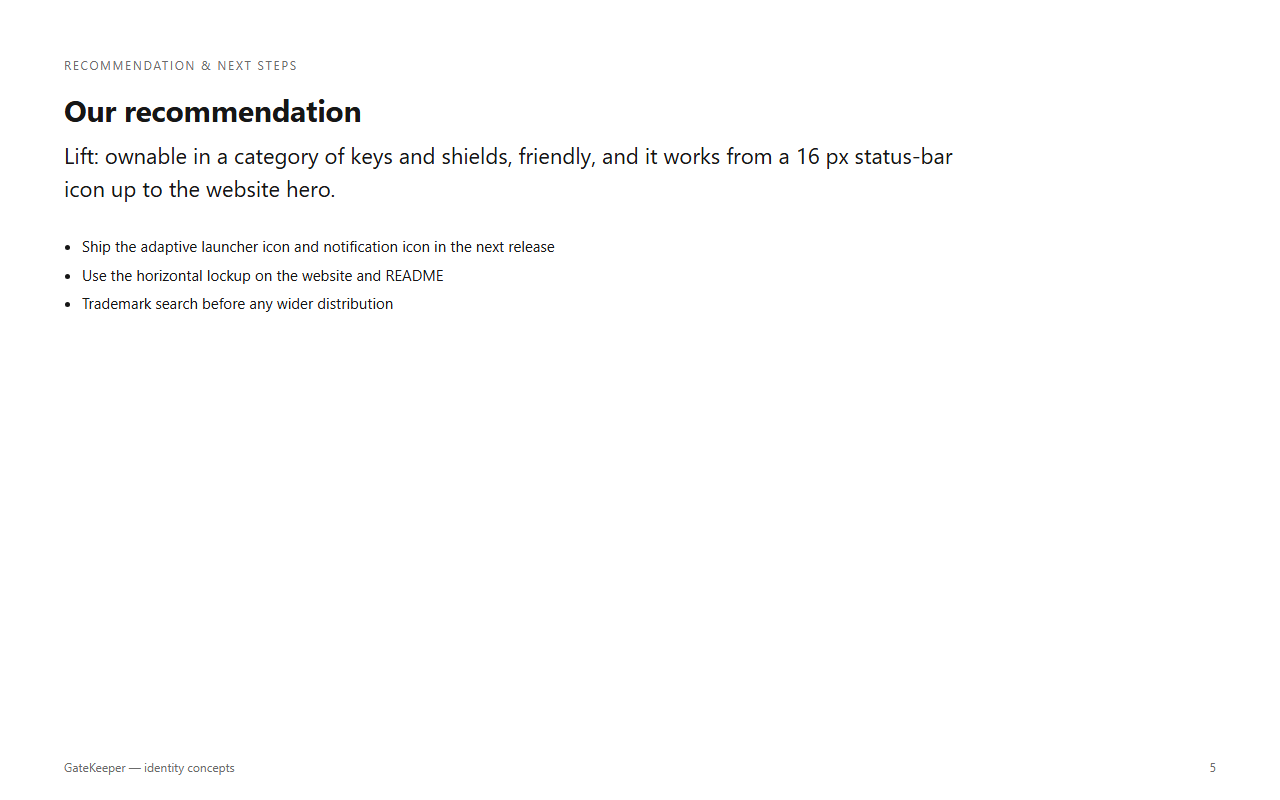 RECOMMENDATION & NEXT STEPS
Our recommendation
Lift: ownable in a category of keys and shields, friendly, and it works from a 16 px status-bar
icon up to the website hero.
• Ship the adaptive launcher icon and notification icon in the next release
• Use the horizontal lockup on the website and README
• Trademark search before any wider distribution
GateKeeper — identity concepts
5